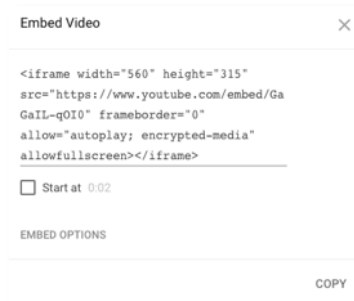 Embed Video
<iframe width="560" height="315"
src="https://www.youtube.com/embed/Ga
GaIL-qOI0" frameborder="0"
allow="autoplay; encrypted-media"
allowfullscreen></iframe>
Start at 0:02
EMBED OPTIONS
COPY